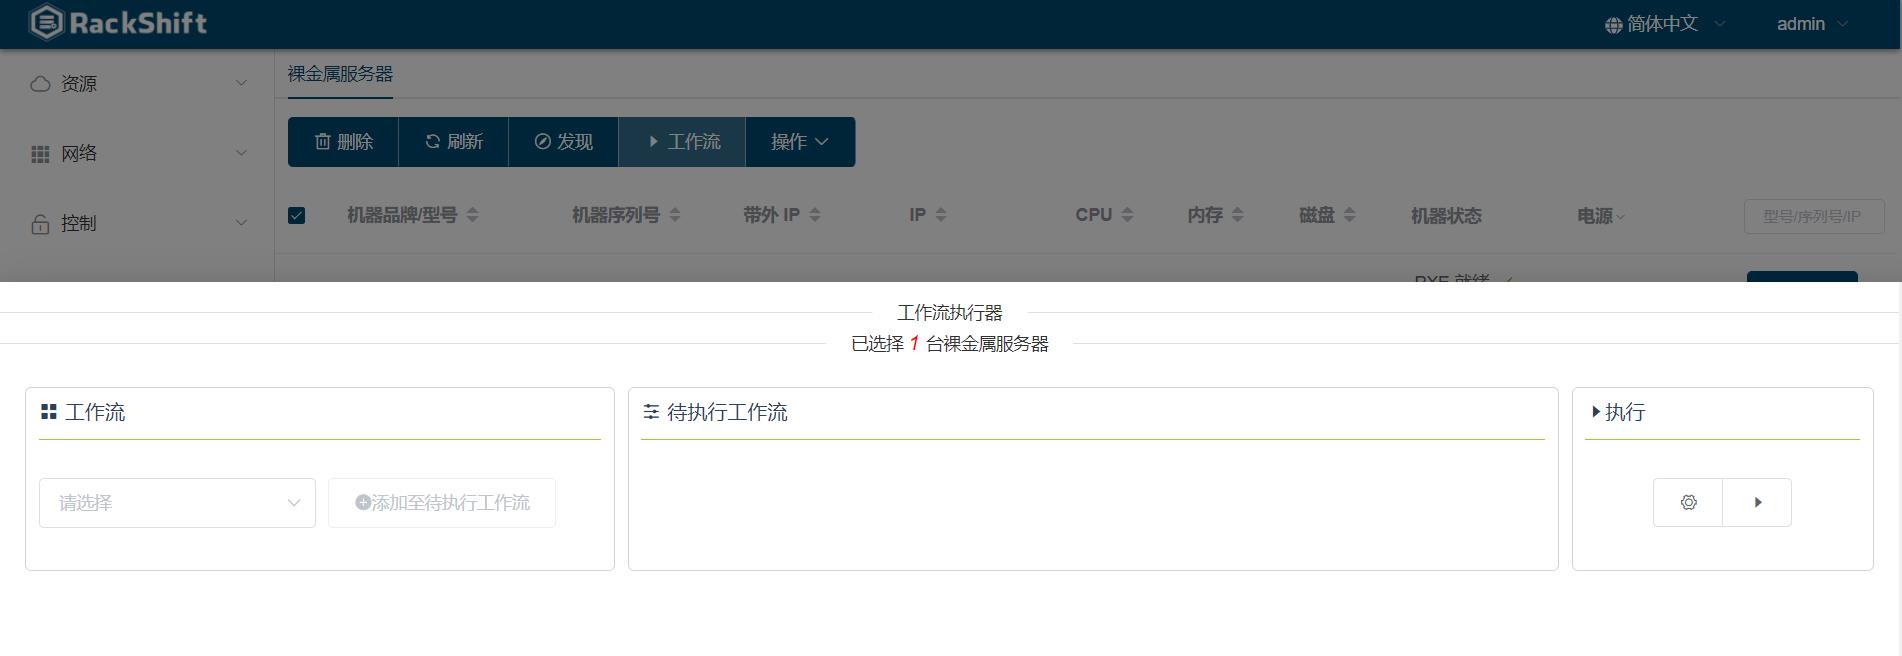 RackShift
简体中文
admin
资源
网络
控制
裸金属服务器
删除
刷新
发现
工作流
操作
机器品牌/型号
机器序列号
带外 IP
IP
CPU
内存
磁盘
机器状态
电源
型号/序列号/IP
PXE 就绪
工作流执行器
已选择 1 台裸金属服务器
工作流
待执行工作流
执行
请选择
添加至待执行工作流